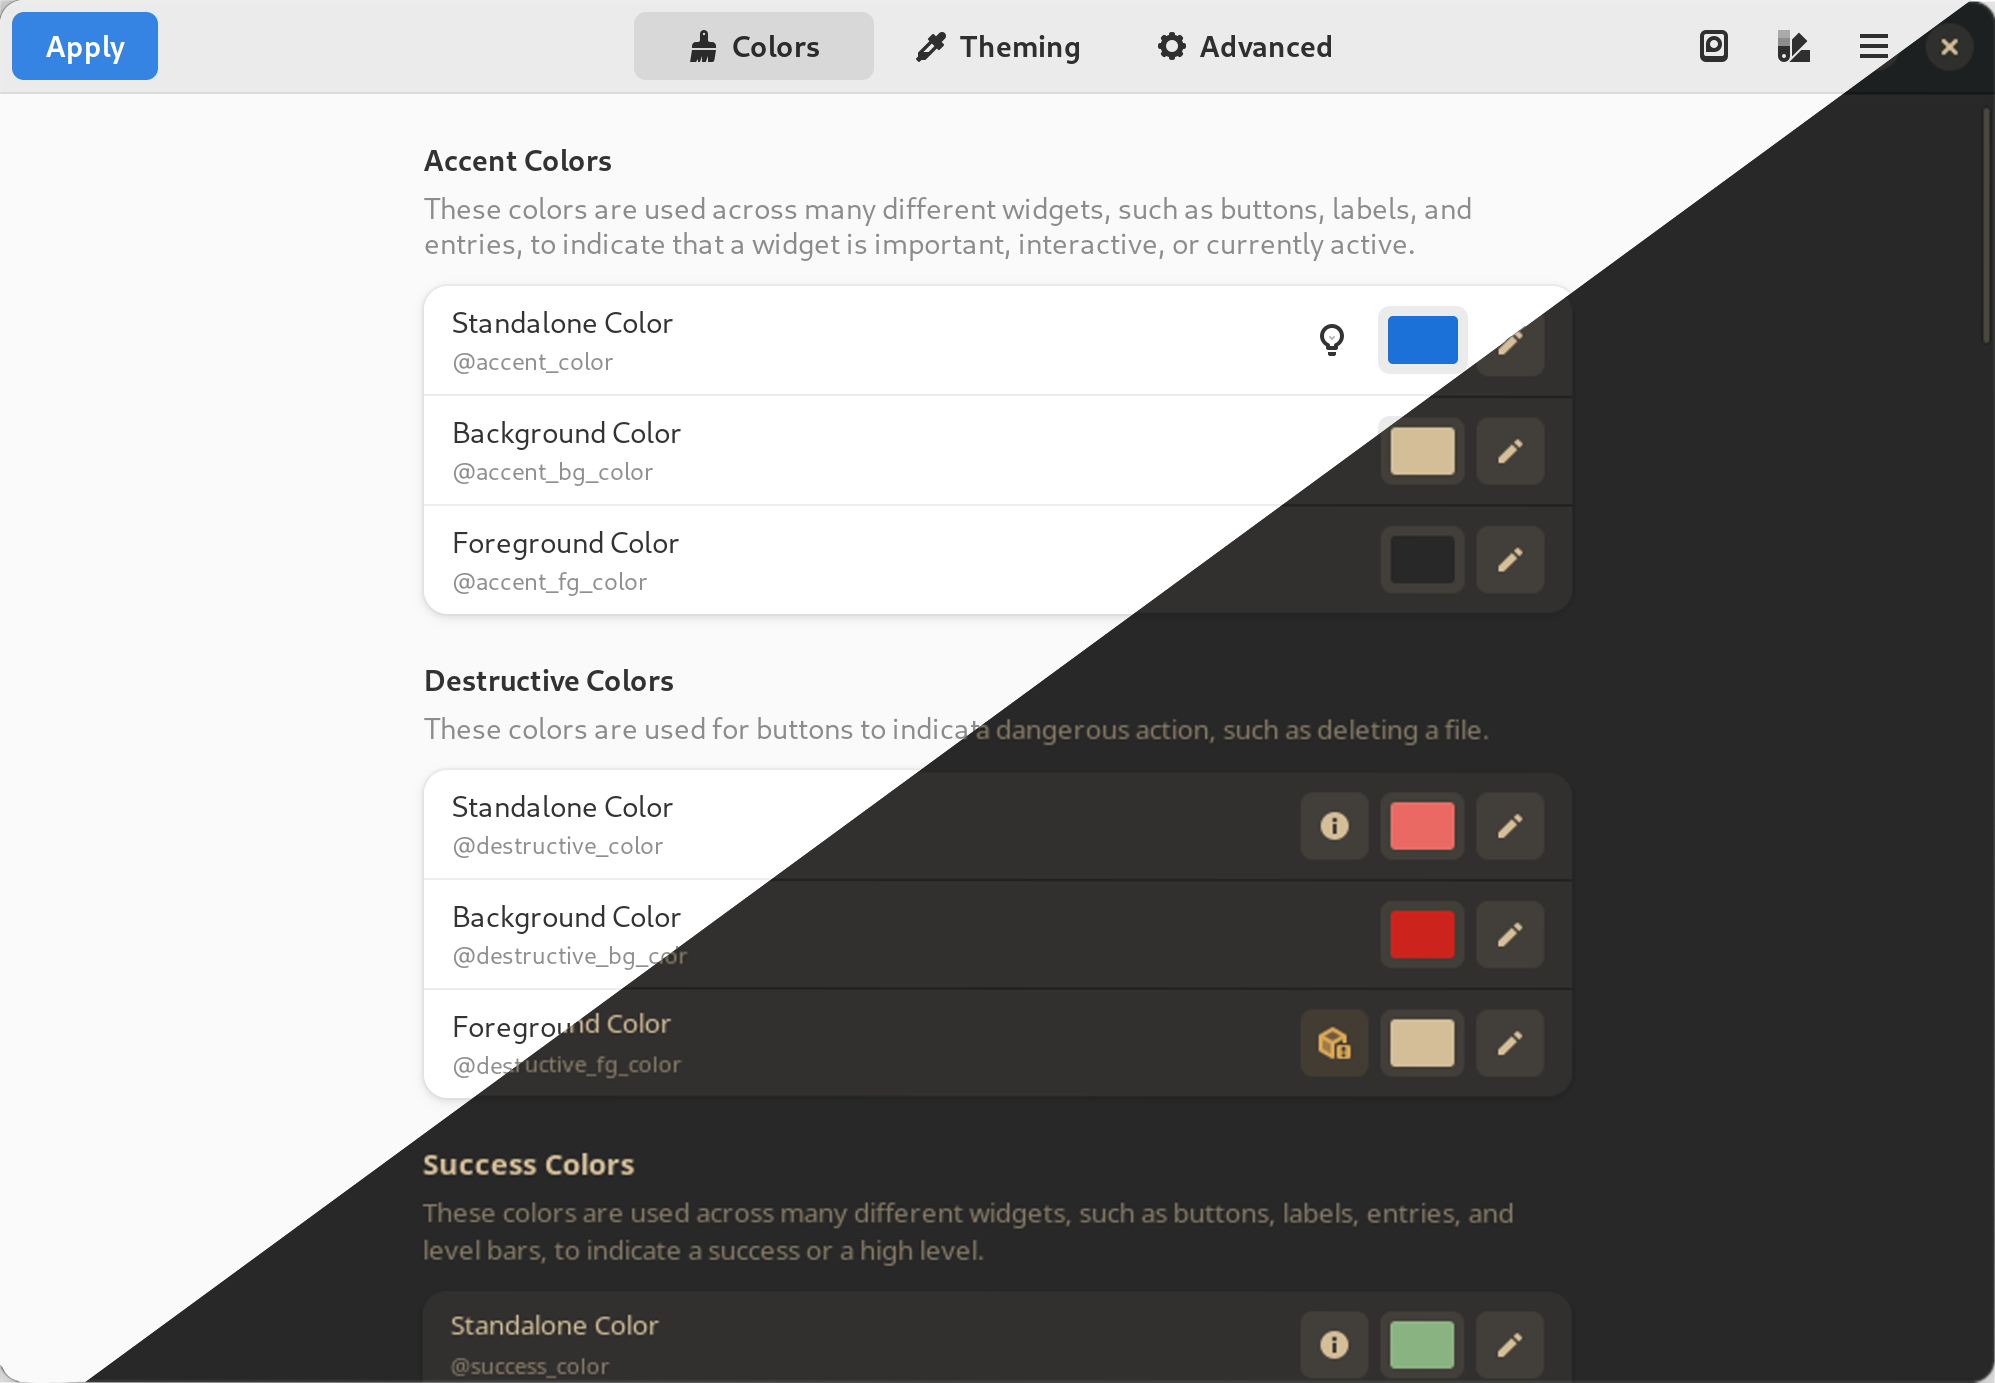 Apply
Colors
Theming
Advanced
Accent Colors
These colors are used across many different widgets, such as buttons, labels, and
entries, to indicate that a widget is important, interactive, or currently active.
Standalone Color
@accent_color
Background Color
@accent_bg_color
Foreground Color
@accent_fg_color
Destructive Colors
These colors are used for buttons to indicat a dangerous action, such as deleting a file.
Standalone Color
@destructive_color
Background Color
@destructive_bg_color
Foreground Color
@destructive_fg_color
Success Colors
These colors are used across many different widgets, such as buttons, labels, entries, and
level bars, to indicate a success or a high level.
Standalone Color
@success_color